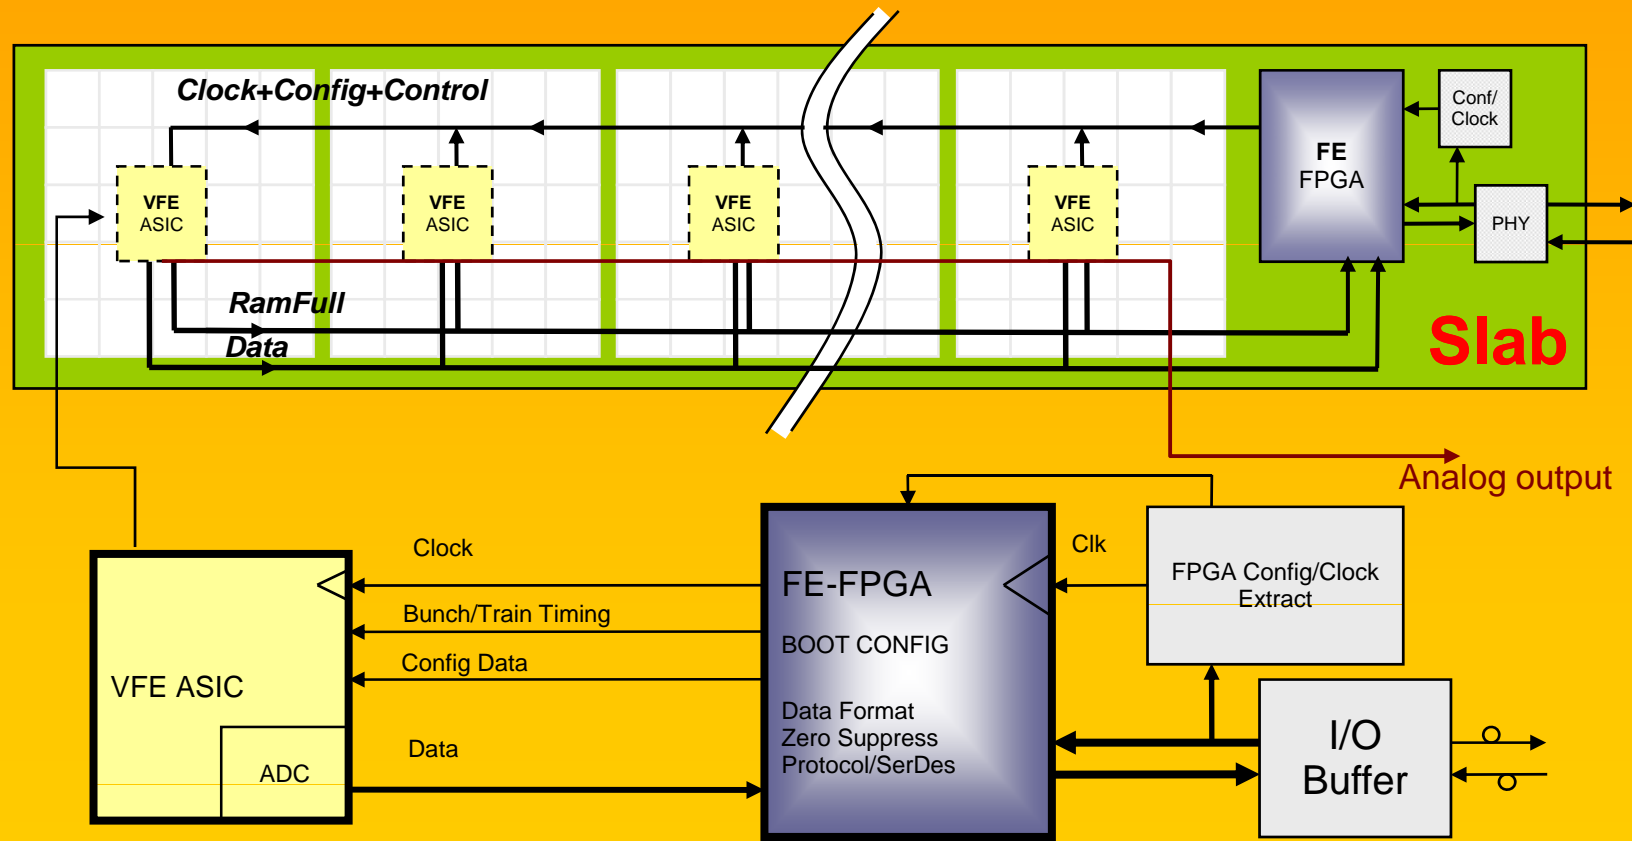 Clock+Config+Control
VFE
ASIC
VFE
ASIC
VFE
ASIC
VFE
ASIC
FE
FPGA
Conf/
Clock
PHY
RamFull
Data
Slab
Analog output
Clock
Bunch/Train Timing
Config Data
VFE ASIC
Data
ADC
FE-FPGA
BOOT CONFIG
Data Format
Zero Suppress
Protocol/SerDes
Clk
FPGA Config/Clock
Extract
I/O
Buffer